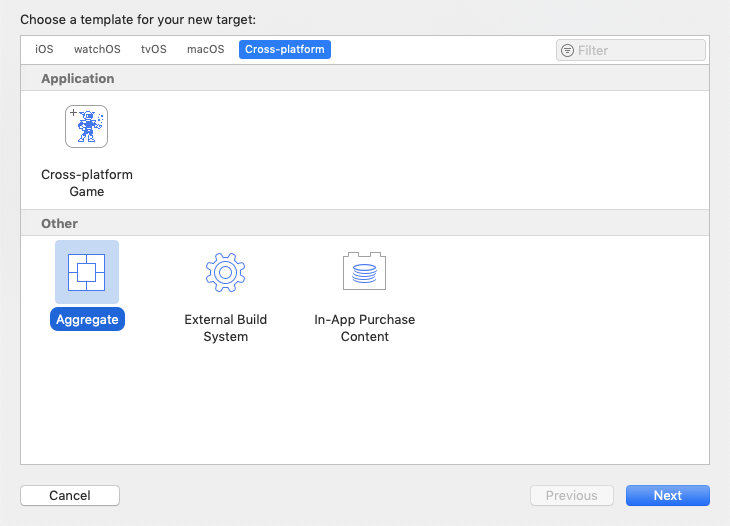 Choose a template for your new target:
iOS watchOS tvOS macOS Cross-platform Filter
Application
Cross-platform
Game
Other
Aggregate
External Build
System
In-App Purchase
Content
Cancel Previous Next